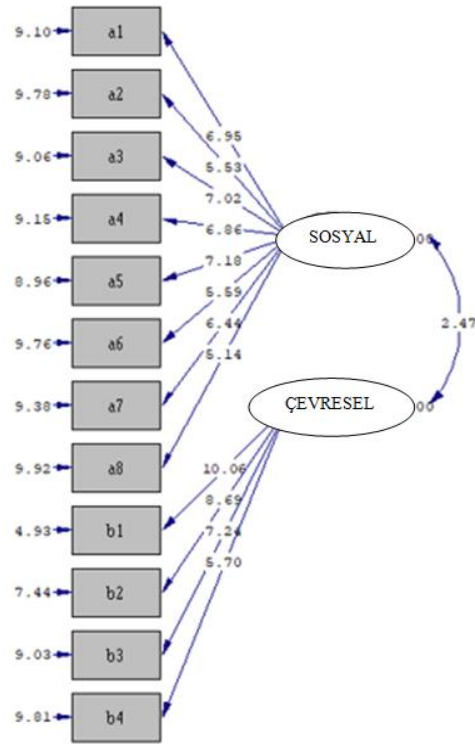 9.10 a1
9.78 a2
9.06 a3
9.15 a4
8.96 a5
9.76 a6
9.38 a7
9.92 a8
4.93 b1
7.44 b2
9.03 b3
9.81 b4
6.95
5.53
7.02
6.86
7.18
5.59
6.44
5.14
10.06
8.69
7.24
5.70
SOSYAL
ÇEVRESEL
00
2.47